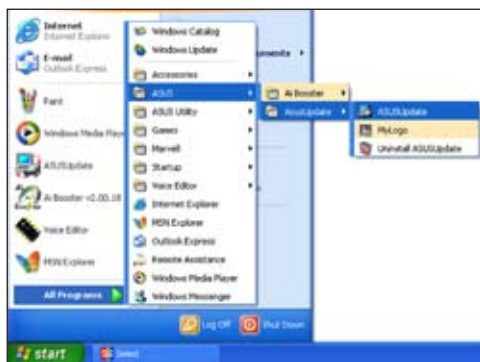 Internet
Internet Explorer
E-mail
Outlook Express
Paint
Windows Media Player
ASUSUpdate
Ai Booster v2.00.18
Voice Editor
MSN Explorer
All Programs
Windows Catalog
Windows Update
Accessories
ASUS
ASUS Utility
Games
Marvell
Startup
Voice Editor
Internet Explorer
MSN Explorer
Outlook Express
Remote Assistance
Windows Media Player
Windows Messenger
Ai Booster
AsusUpdate
ASUSUpdate
MyLogo
Uninstall ASUSUpdate
Log Off
Shut Down
start